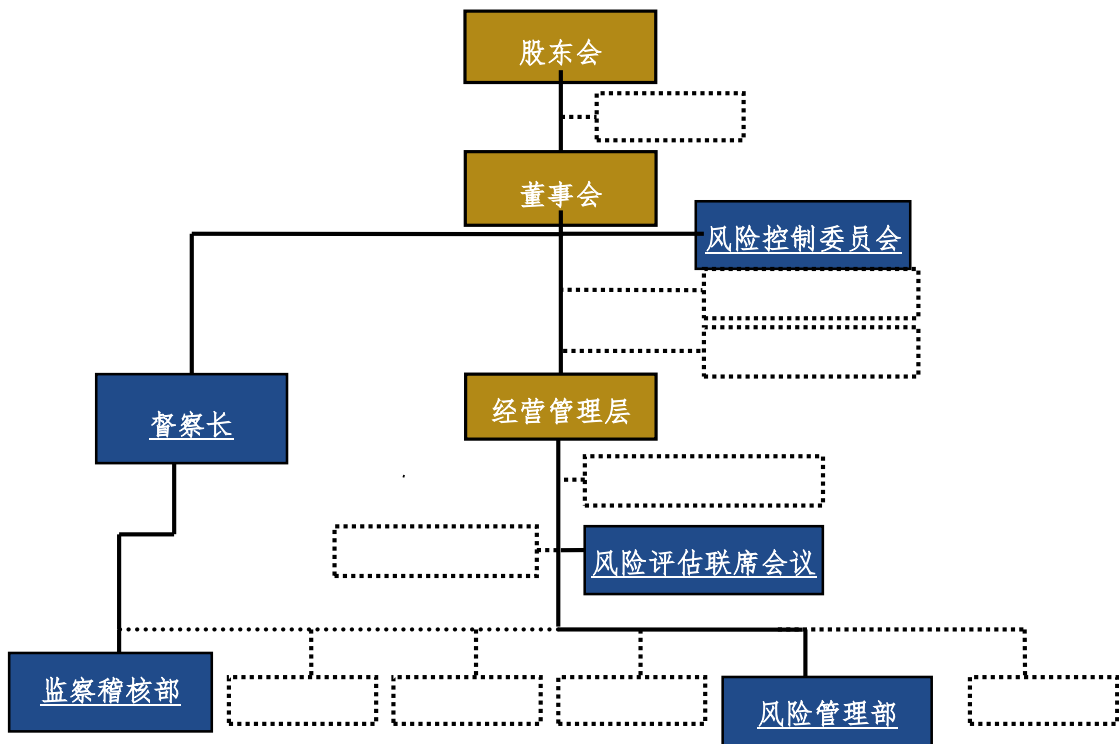 股东会
董事会
风险控制委员会
督察长
经营管理层
风险评估联席会议
监察稽核部
风险管理部